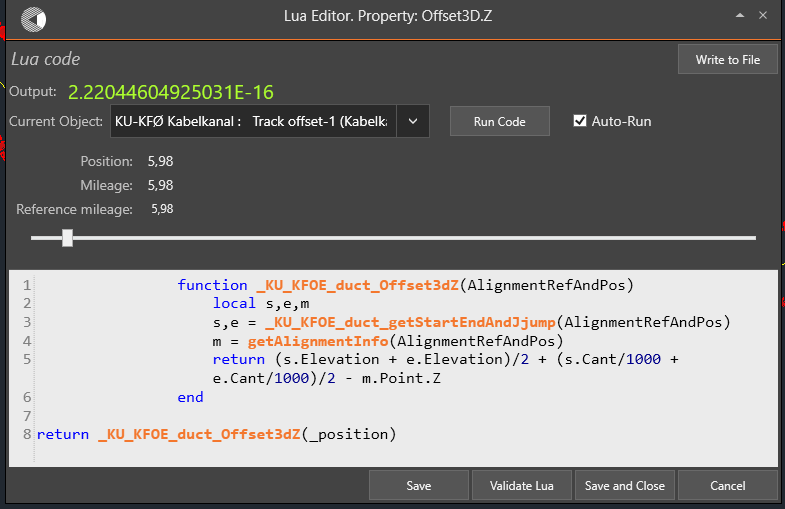 Lua Editor. Property: Offset3D.Z
Lua code
Write to File
Output: 2.22044604925031E-16
Current Object: KU-KFØ Kabelkanal : Track offset-1 (Kabelka
Run Code
Auto-Run
Position: 5,98
Mileage: 5,98
Reference mileage: 5,98
1 function _KU_KFOE_duct_Offset3dZ(AlignmentRefAndPos)
2 local s,e,m
3 s,e = _KU_KFOE_duct_getStartEndAndJjump(AlignmentRefAndPos)
4 m = getAlignmentInfo(AlignmentRefAndPos)
5 return (s.Elevation + e.Elevation)/2 + (s.Cant/1000 +
e.Cant/1000)/2 - m.Point.Z
6 end
7
8 return _KU_KFOE_duct_Offset3dZ(_position)
Save
Validate Lua
Save and Close
Cancel